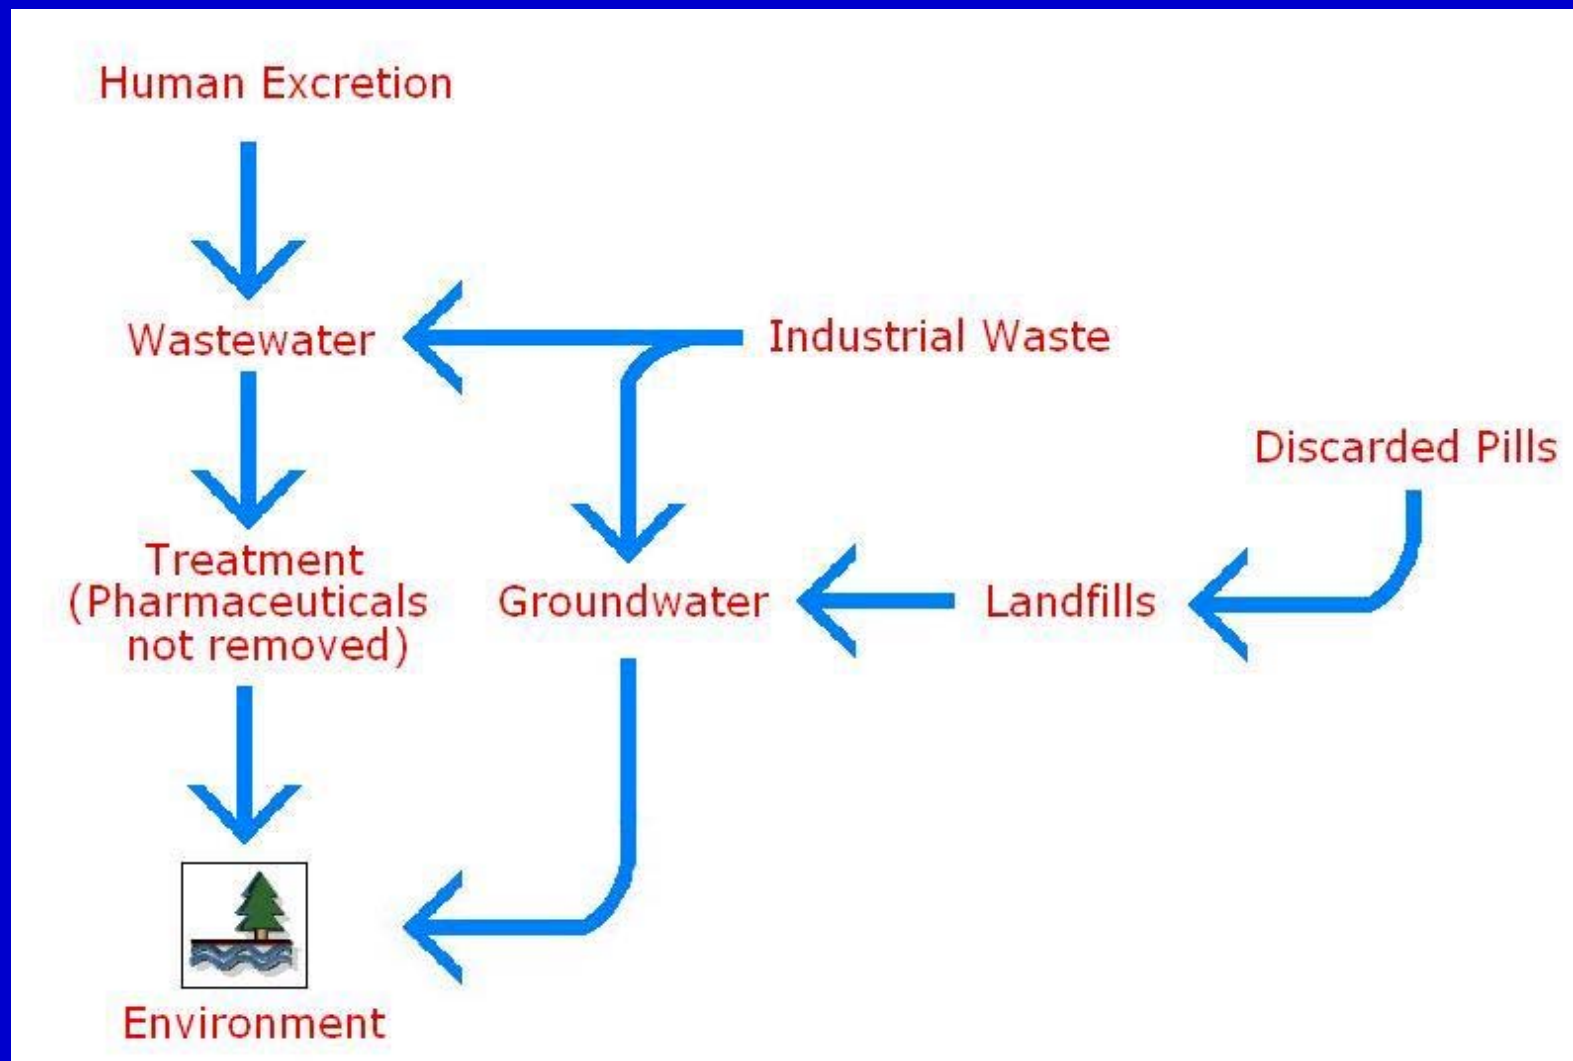 Human Excretion
Wastewater
Industrial Waste
Discarded Pills
Treatment
(Pharmaceuticals
not removed)
Groundwater
Landfills
Environment